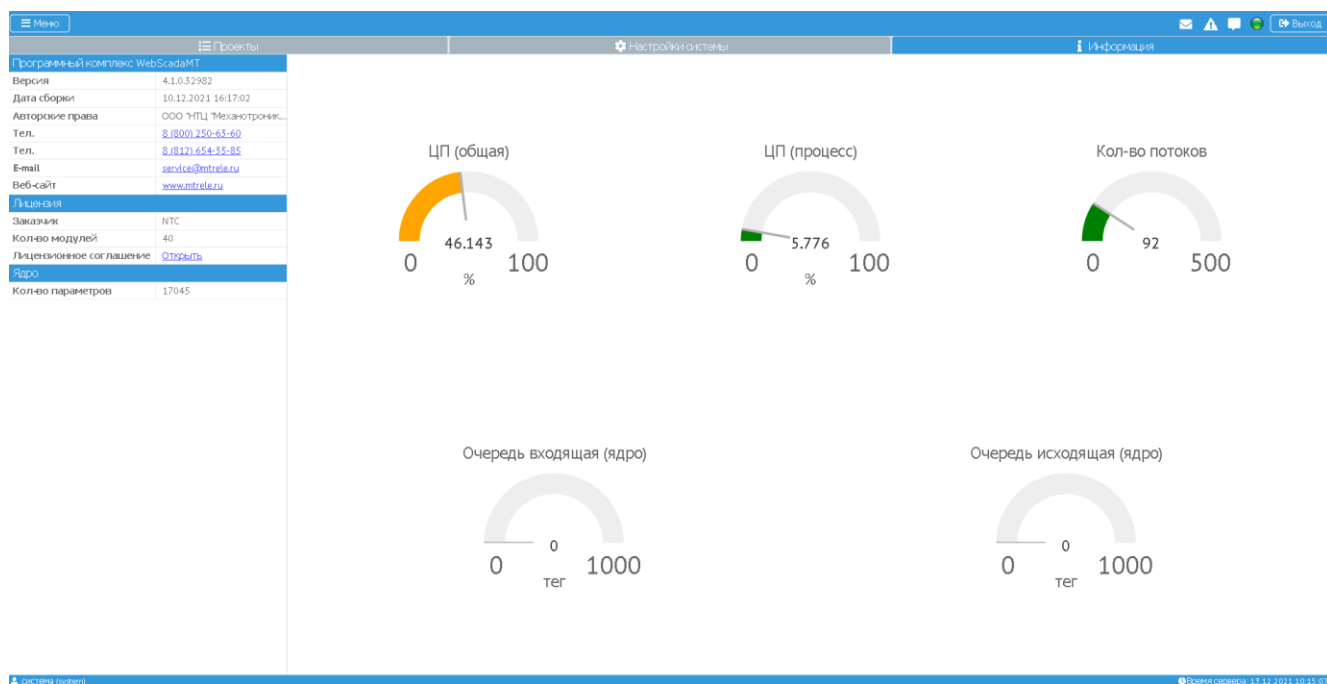 Меню
Выход
Проекты
Настройки системы
Информация
Программный комплекс WebScadaMT
Версия 4.1.0.32982
Дата сборки 10.12.2021 16:17:02
Авторские права ООО "НТЦ "Механотроник...
Тел. 8 (800) 250-63-60
Тел. 8 (812) 654-35-85
E-mail service@mtrele.ru
Веб-сайт www.mtrele.ru
Лицензия
Заказчик NTC
Кол-во модулей 40
Лицензионное соглашение Открыть
Ядро
Кол-во параметров 17045
ЦП (общая)
46.143
0 100
%
ЦП (процесс)
5.776
0 100
%
Кол-во потоков
92
0 500
Очередь входящая (ядро)
0
0 1000
тег
Очередь исходящая (ядро)
0
0 1000
тег
система (system)
Время сервера: 13.12.2021 10:15:07